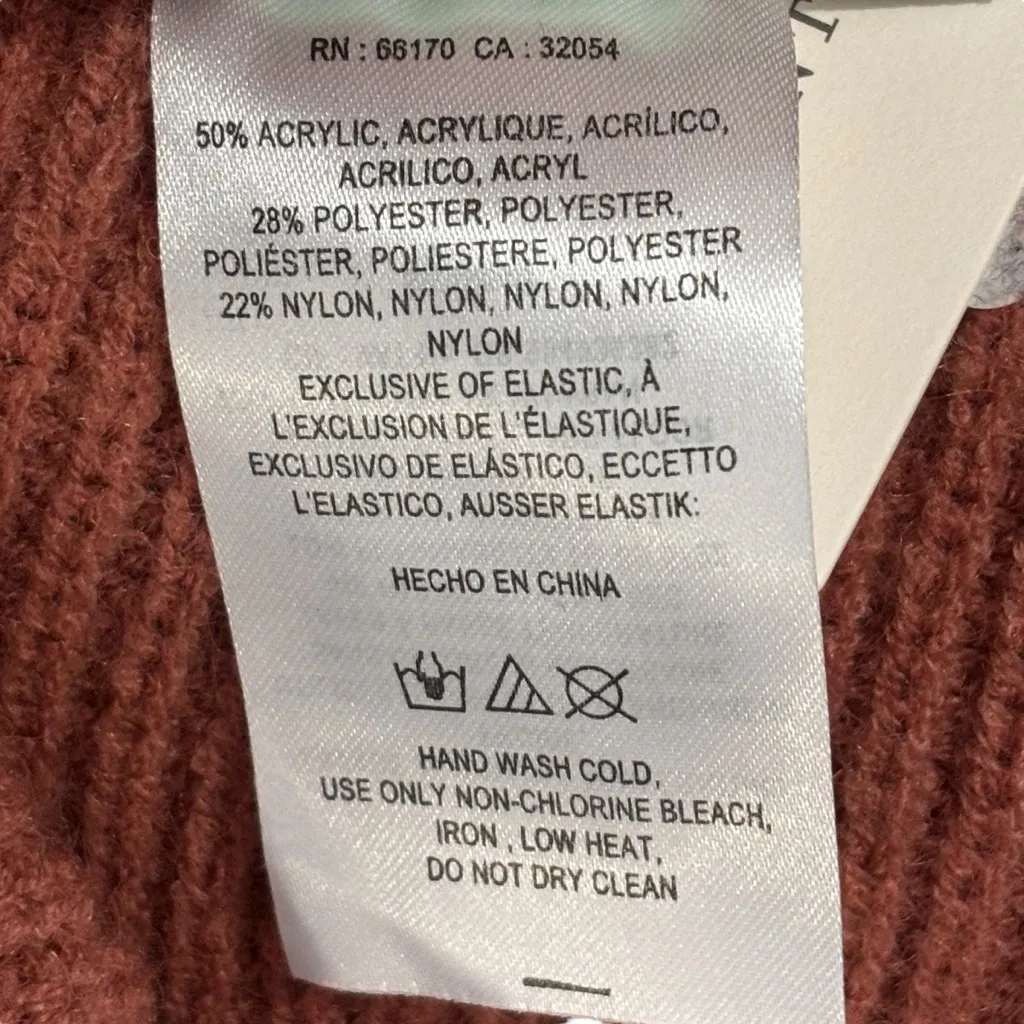 RN : 66170 CA : 32054
50% ACRYLIC, ACRYLIQUE, ACRÍLICO,
ACRILICO, ACRYL
28% POLYESTER, POLYESTER,
POLIÉSTER, POLIESTERE, POLYESTER
22% NYLON, NYLON, NYLON, NYLON,
NYLON
EXCLUSIVE OF ELASTIC, À
L'EXCLUSION DE L'ÉLASTIQUE,
EXCLUSIVO DE ELÁSTICO, ECCETTO
L'ELASTICO, AUSSER ELASTIK:
HECHO EN CHINA
HAND WASH COLD,
USE ONLY NON-CHLORINE BLEACH,
IRON , LOW HEAT,
DO NOT DRY CLEAN